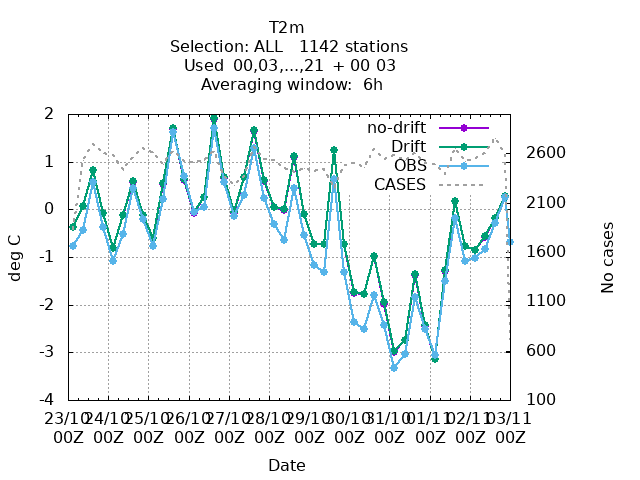 T2m
Selection: ALL   1142 stations
Used  00,03,...,21 + 00 03
Averaging window:  6h
no-drift
Drift
OBS
CASES
2
1
0
-1
-2
-3
-4
deg C
2600
2100
1600
1100
600
100
No cases
23/10 24/10 25/10 26/10 27/10 28/10 29/10 30/10 31/10 01/11 02/11 03/11
00Z 00Z 00Z 00Z 00Z 00Z 00Z 00Z 00Z 00Z 00Z 00Z
Date